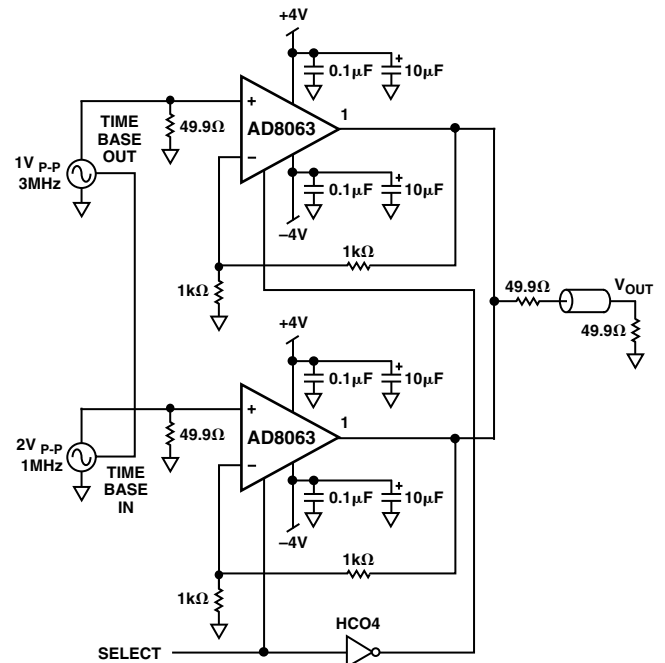 +4V
0.1µF
10µF
+
TIME
BASE
OUT
49.9Ω
+
AD8063
1
−
1V P-P
3MHz
0.1µF
10µF
+
−4V
1kΩ
1kΩ
49.9Ω
VOUT
49.9Ω
+4V
0.1µF
10µF
+
49.9Ω
+
AD8063
1
−
2V P-P
1MHz
TIME
BASE
IN
0.1µF
10µF
+
−4V
1kΩ
1kΩ
HCO4
SELECT